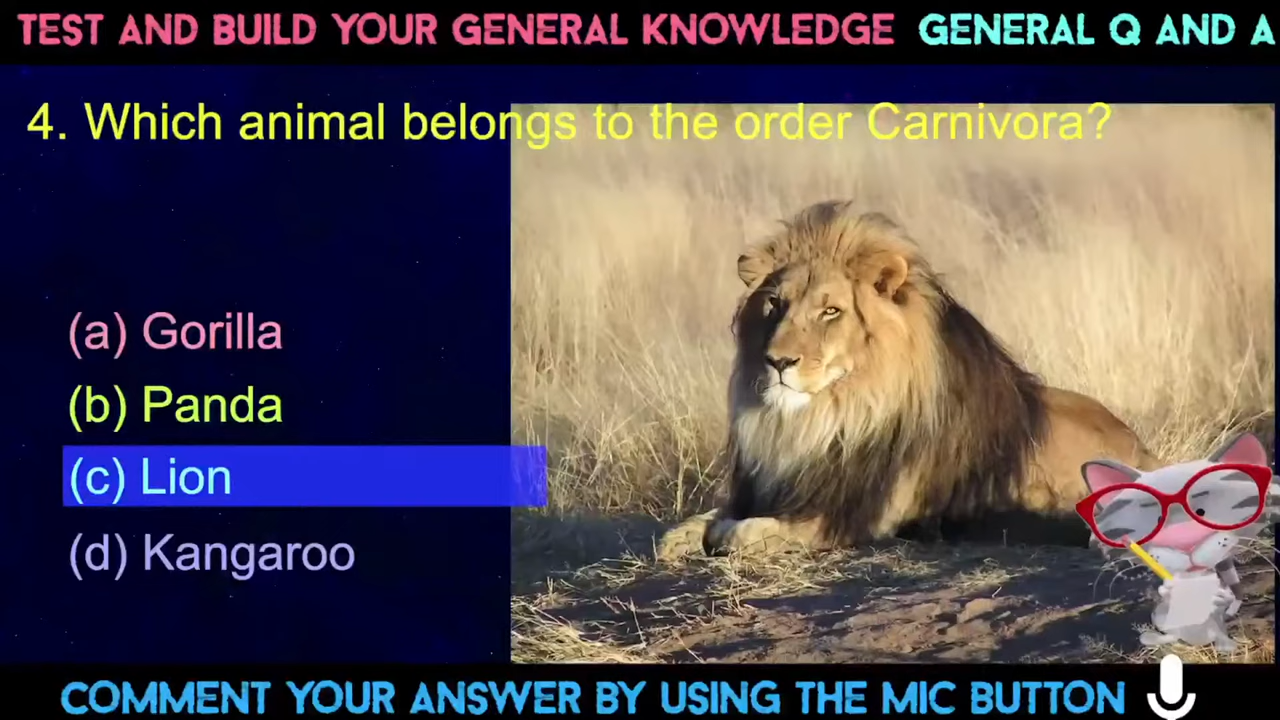 TEST AND BUILD YOUR GENERAL KNOWLEDGE GENERAL Q AND A
4. Which animal belongs to the order Carnivora?
(a) Gorilla
(b) Panda
(c) Lion
(d) Kangaroo
COMMENT YOUR ANSWER BY USING THE MIC BUTTON